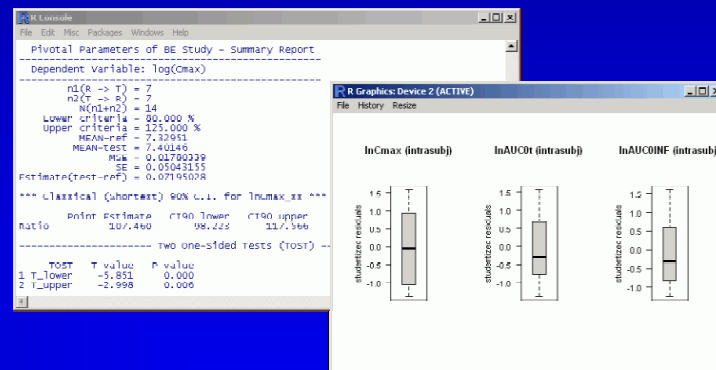 R Console
File Edit Misc Packages Windows Help
Pivotal Parameters of BE Study - Summary Report
Dependent Variable: log(Cmax)
n1(R -> T) = 7
n2(T -> R) = 7
N(n1+n2) = 14
Lower criteria = 80.000 %
Upper criteria = 125.000 %
MEAN-ref = 7.32951
MEAN-test = 7.40146
MSE = 0.01780339
SE = 0.05043155
Estimate(test-ref) = 0.07195028
*** Classical (Shortest) 90% C.I. for lnCmax ***
Point Estimate CI90 lower CI90 upper
Ratio 107.460 98.223 117.566
Two One-Sided Tests (TOST)
TOST T value P value
1 T_lower -5.851 0.000
2 T_upper -2.998 0.006
R Graphics: Device 2 (ACTIVE)
File History Resize
lnCmax (intrasubj) lnAUC0t (intrasubj) lnAUC0INF (intrasubj
studentized residuals
1.5
1.0
0.5
0.0
-0.5
-1.0
studentized residuals
1.5
1.0
0.5
0.0
-0.5
-1.0
studentized residuals
1.5
1.0
0.5
0.0
-0.5
-1.0